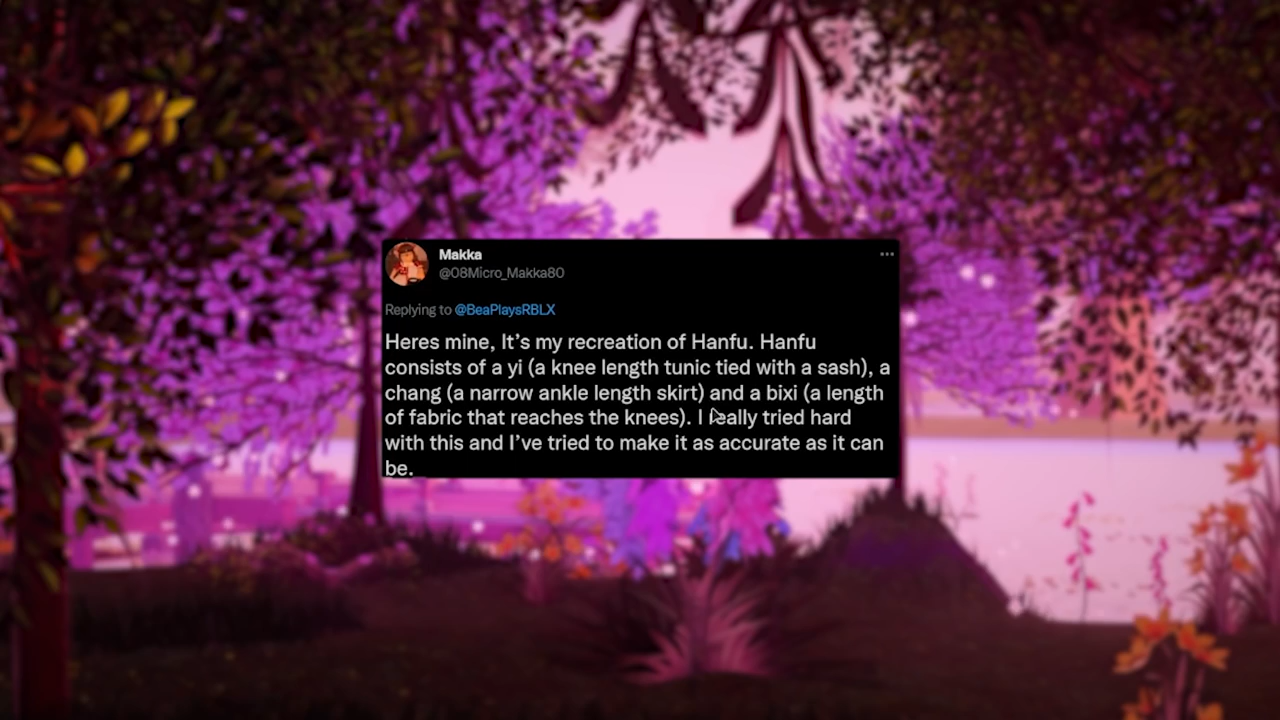 Makka
@08Micro_Makka80
Replying to @BeaPlaysRBLX
Heres mine, It's my recreation of Hanfu. Hanfu
consists of a yi (a knee length tunic tied with a sash), a
chang (a narrow ankle length skirt) and a bixi (a length
of fabric that reaches the knees). I really tried hard
with this and I've tried to make it as accurate as it can
be.